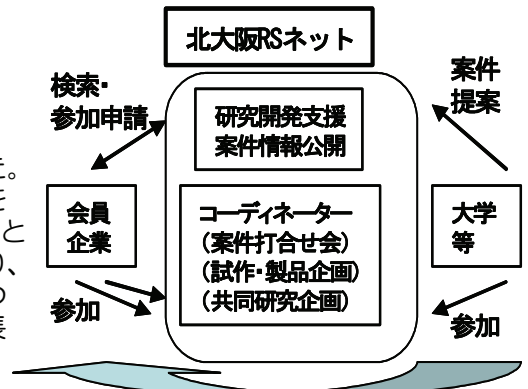 北大阪RSネット
検索・
参加申請
案件
提案
研究開発支援
案件情報公開
会員
企業
コーディネーター
(案件打合せ会)
(試作・製品企画)
(共同研究企画)
大学
等
参加
参加
と